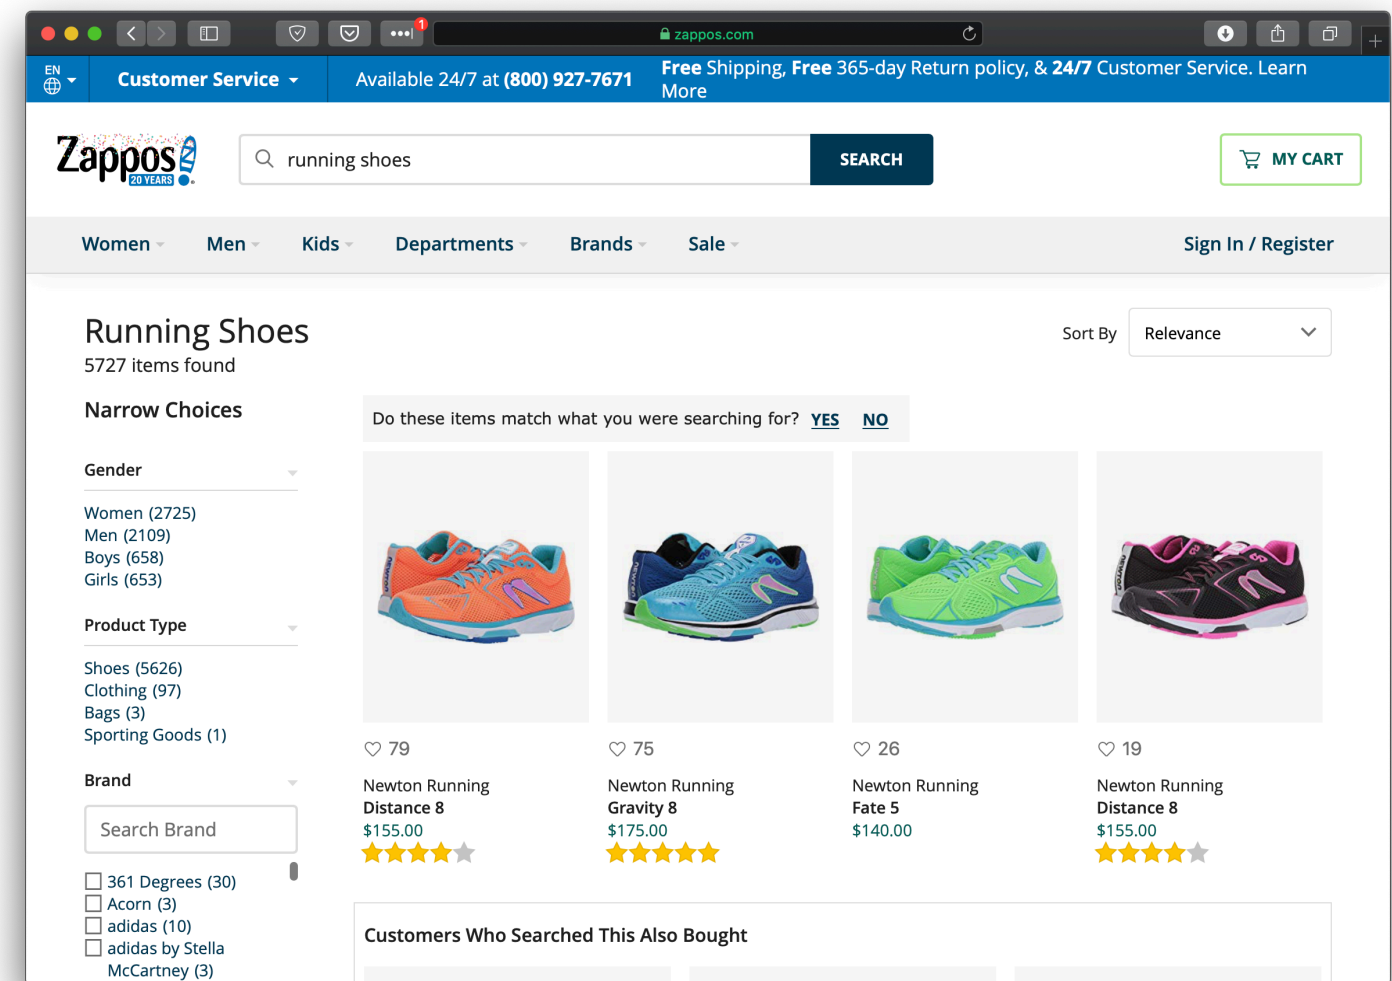 1
zappos.com
EN
Customer Service
Available 24/7 at (800) 927-7671
Free Shipping, Free 365-day Return policy, & 24/7 Customer Service. Learn
More
Zappos
20 YEARS
running shoes
SEARCH
MY CART
Women
Men
Kids
Departments
Brands
Sale
Sign In / Register
Running Shoes
5727 items found
Sort By
Relevance
Narrow Choices
Do these items match what you were searching for? YES NO
Gender
Women (2725)
Men (2109)
Boys (658)
Girls (653)
Product Type
Shoes (5626)
Clothing (97)
Bags (3)
Sporting Goods (1)
Brand
Search Brand
361 Degrees (30)
Acorn (3)
adidas (10)
adidas by Stella
McCartney (3)
79
Newton Running
Distance 8
$155.00
75
Newton Running
Gravity 8
$175.00
26
Newton Running
Fate 5
$140.00
19
Newton Running
Distance 8
$155.00
Customers Who Searched This Also Bought